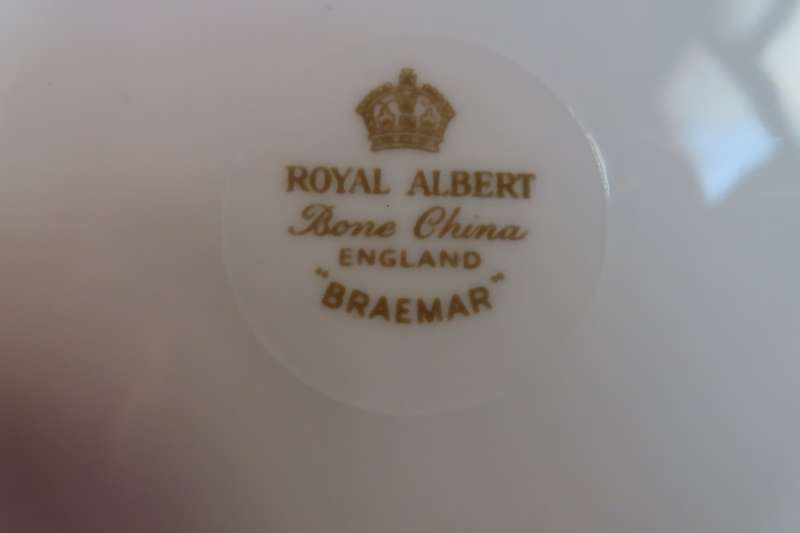 ROYAL ALBERT
Bone China
ENGLAND
"BRAEMAR"